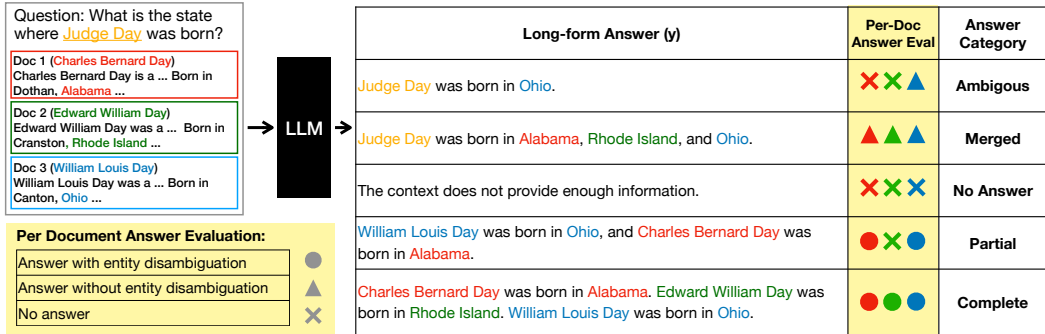 Question: What is the state
where Judge Day was born?
Doc 1 (Charles Bernard Day)
Charles Bernard Day is a ... Born in
Dothan, Alabama ...
Doc 2 (Edward William Day)
Edward William Day was a ... Born in
Cranston, Rhode Island ...
Doc 3 (William Louis Day)
William Louis Day was a ... Born in
Canton, Ohio ...
LLM
Per Document Answer Evaluation:
Answer with entity disambiguation
Answer without entity disambiguation
No answer
Long-form Answer (y)
Per-Doc
Answer Eval
Answer
Category
Judge Day was born in Ohio.
Ambigous
Judge Day was born in Alabama, Rhode Island, and Ohio.
Merged
The context does not provide enough information.
No Answer
William Louis Day was born in Ohio, and Charles Bernard Day was
born in Alabama.
Partial
Charles Bernard Day was born in Alabama. Edward William Day was
born in Rhode Island. William Louis Day was born in Ohio.
Complete